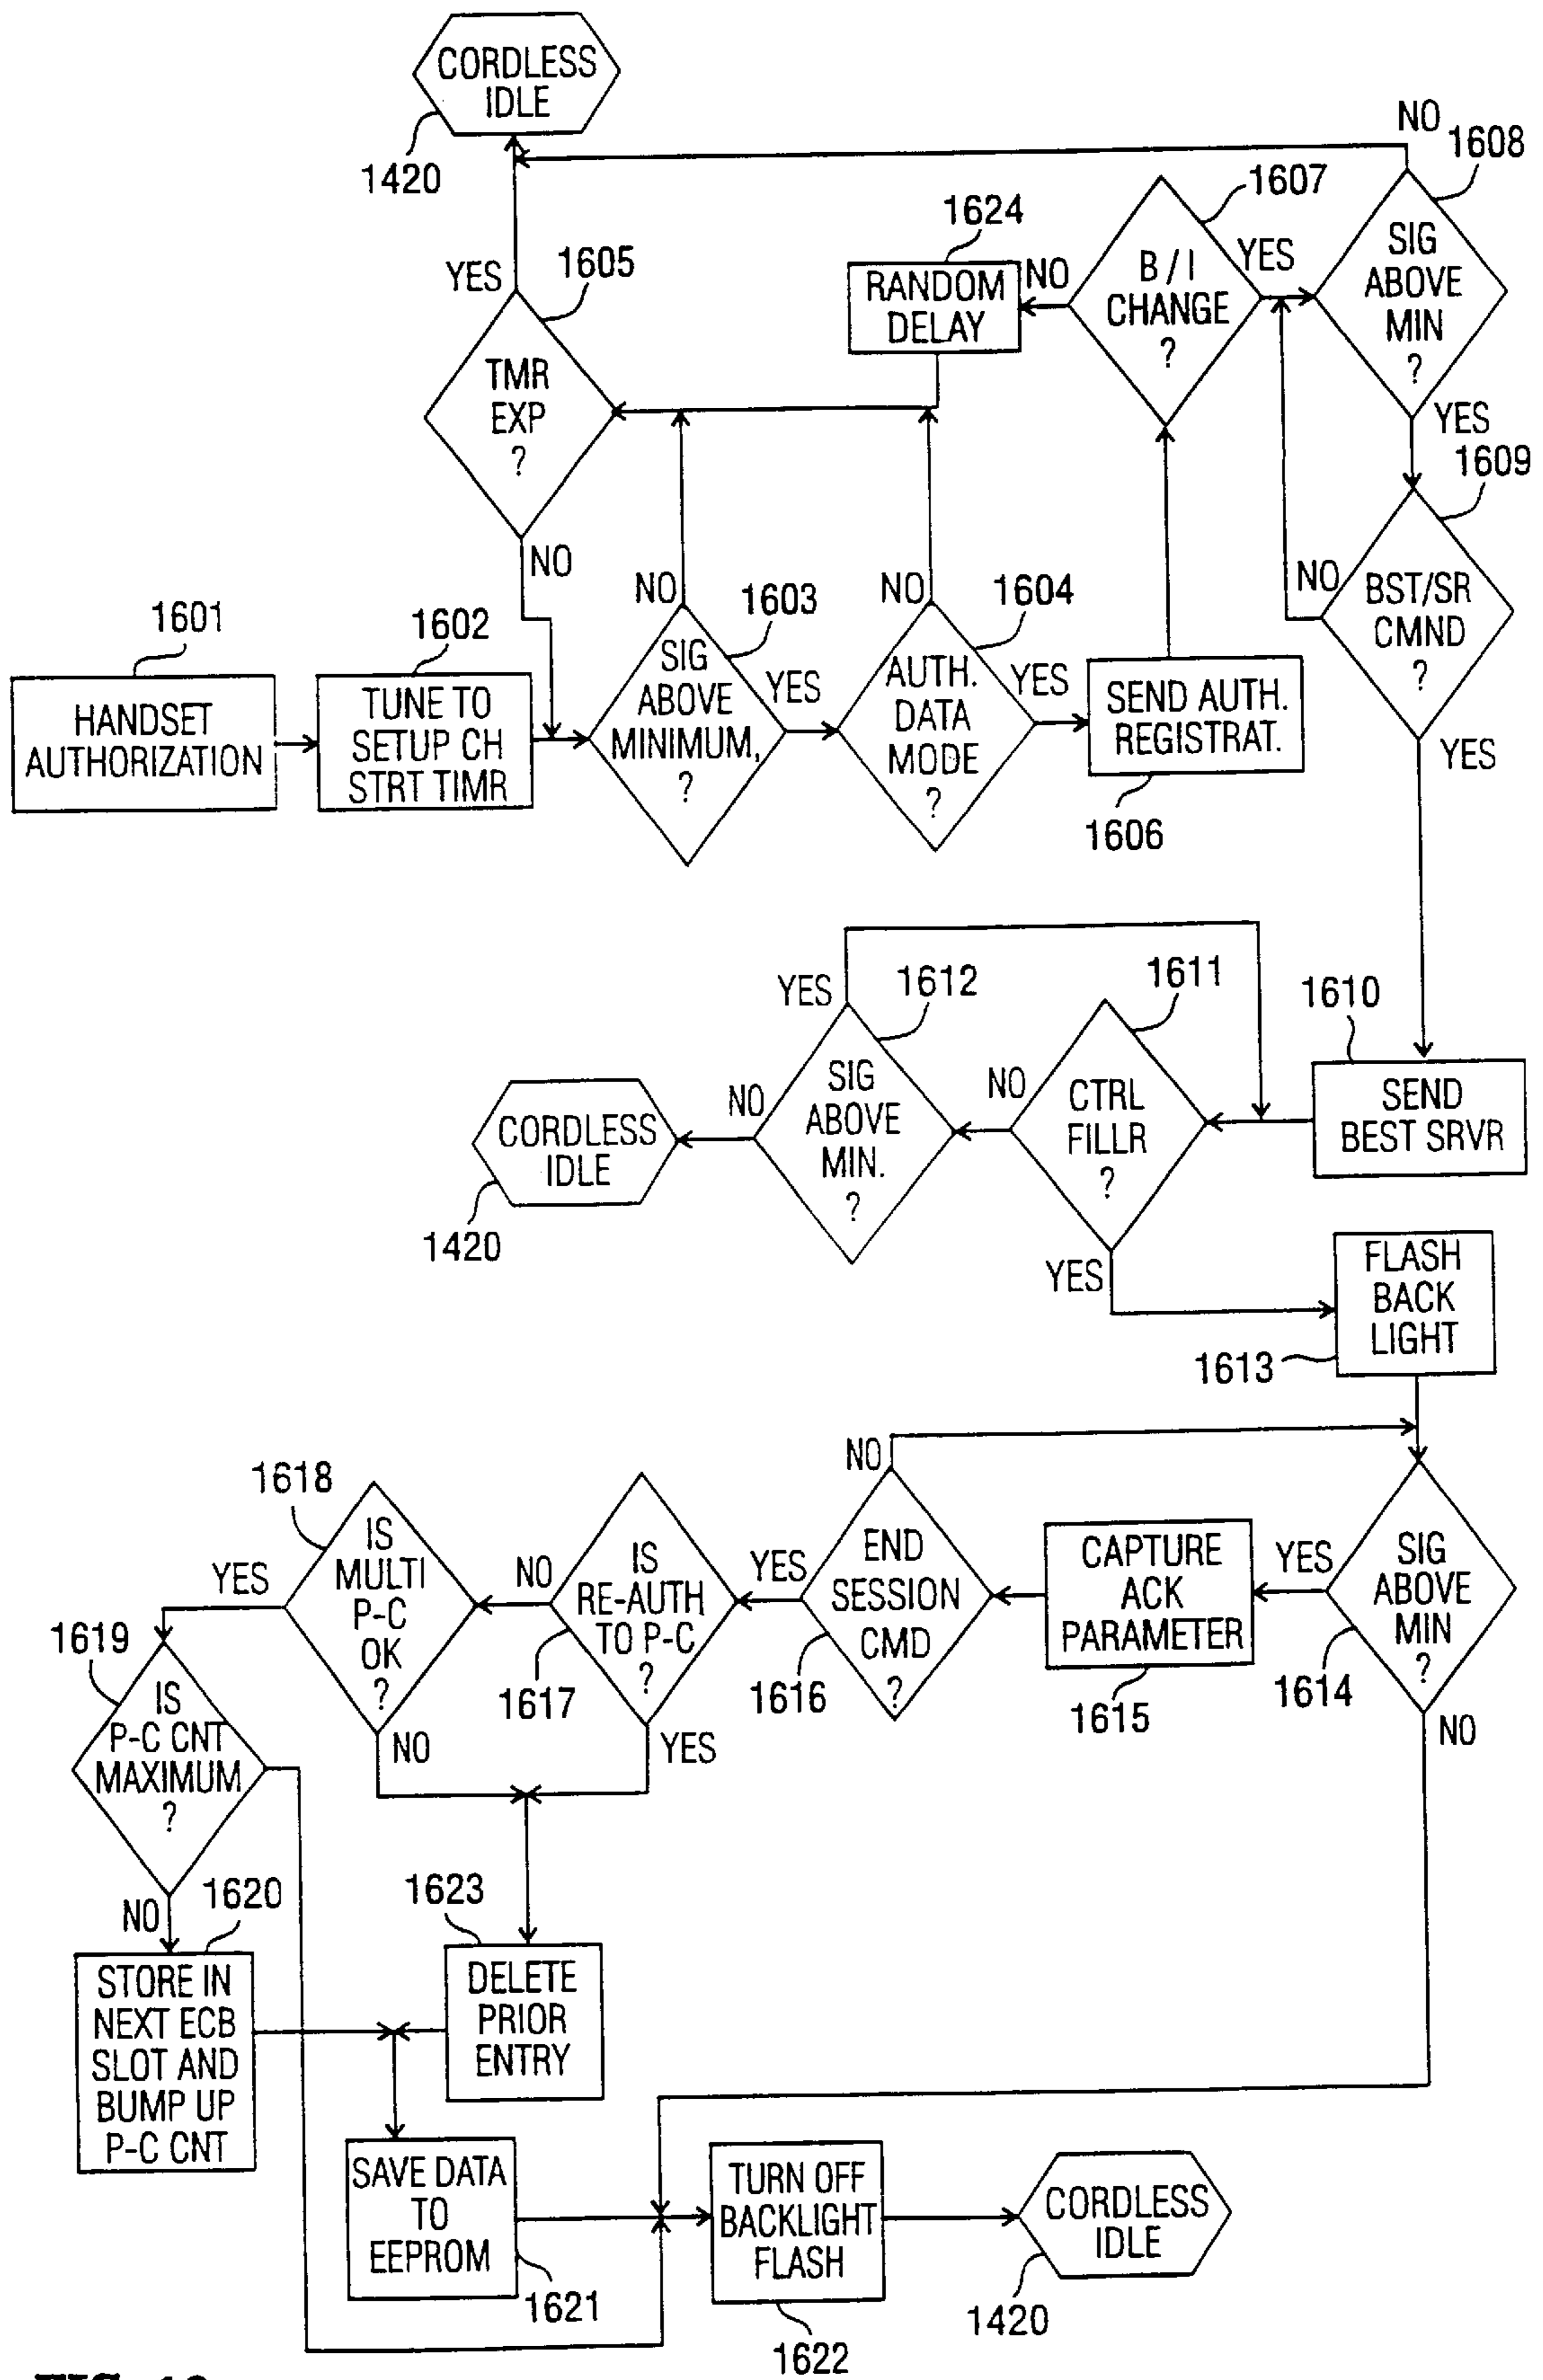 CORDLESS
IDLE
1420
NO
1608
SIG
ABOVE
MIN
?
YES
1607
B / I
CHANGE
?
YES
NO
1624
RANDOM
DELAY
1605
YES
TMR
EXP
?
NO
1609
BST/SR
CMND
?
NO
YES
1601
HANDSET
AUTHORIZATION
1602
TUNE TO
SETUP CH
STRT TIMR
1603
NO
SIG
ABOVE
MINIMUM,
?
YES
1604
NO
AUTH.
DATA
MODE
?
YES
SEND AUTH.
REGISTRAT.
1606
1610
SEND
BEST SRVR
1611
CTRL
FILLR
?
NO
YES
1612
YES
SIG
ABOVE
MIN.
?
NO
CORDLESS
IDLE
1420
FLASH
BACK
LIGHT
1613
SIG
ABOVE
MIN
?
1614
YES
NO
CAPTURE
ACK
PARAMETER
1615
NO
END
SESSION
CMD
?
1616
YES
IS
RE-AUTH
TO P-C
?
1617
NO
YES
1618
IS
MULTI
P-C
OK
?
YES
NO
1619
IS
P-C CNT
MAXIMUM
?
NO
1620
STORE IN
NEXT ECB
SLOT AND
BUMP UP
P-C CNT
1623
DELETE
PRIOR
ENTRY
SAVE DATA
TO
EEPROM
1621
TURN OFF
BACKLIGHT
FLASH
1622
CORDLESS
IDLE
1420